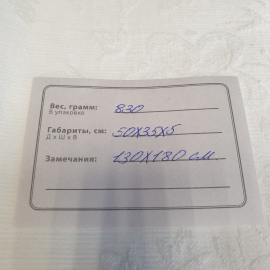 Вес, грамм: 830
В упаковке
Габариты, см: 50х35х5
Д х Ш х В
Замечания: 130х180 см